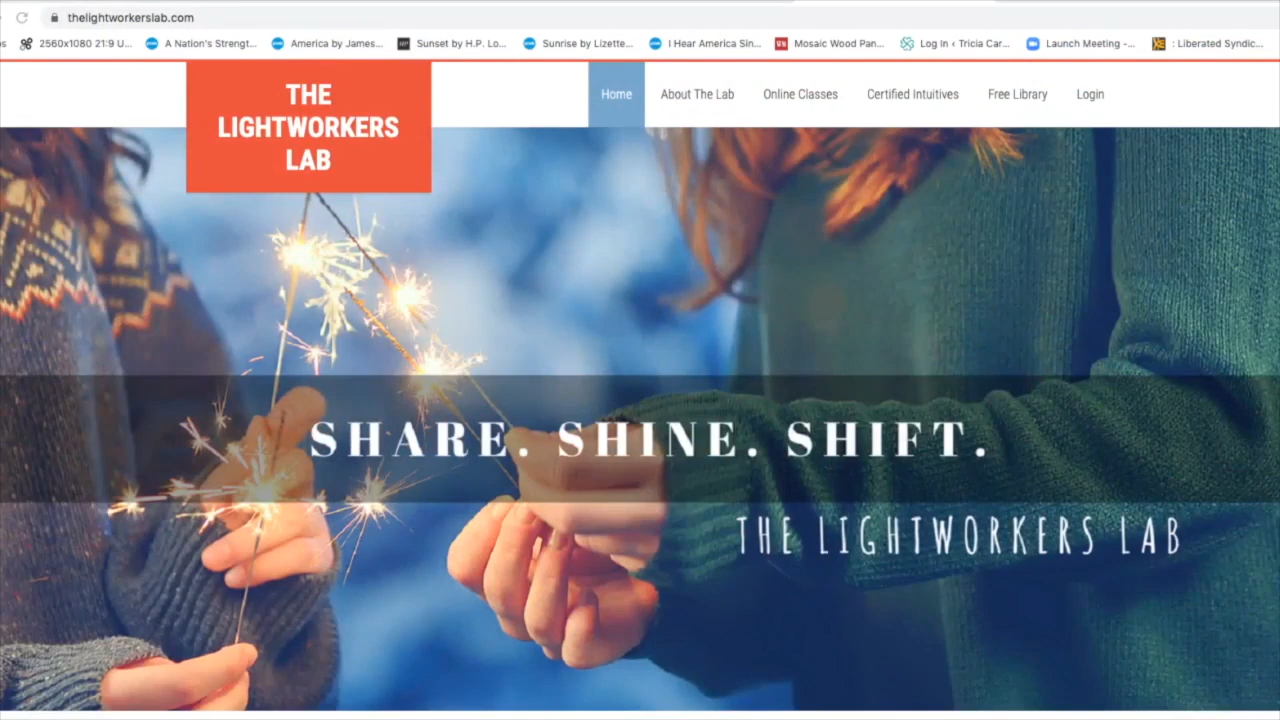 thelightworkerslab.com
2560x1080 21:9 U... A Nation's Strengt... America by James... Sunset by H.P. Lo... Sunrise by Lizette... I Hear America Sin... Mosaic Wood Pan... Log In ‹ Tricia Car... Launch Meeting -... : Liberated Syndic...
THE
LIGHTWORKERS
LAB
Home About The Lab Online Classes Certified Intuitives Free Library Login
SHARE. SHINE. SHIFT.
THE LIGHTWORKERS LAB